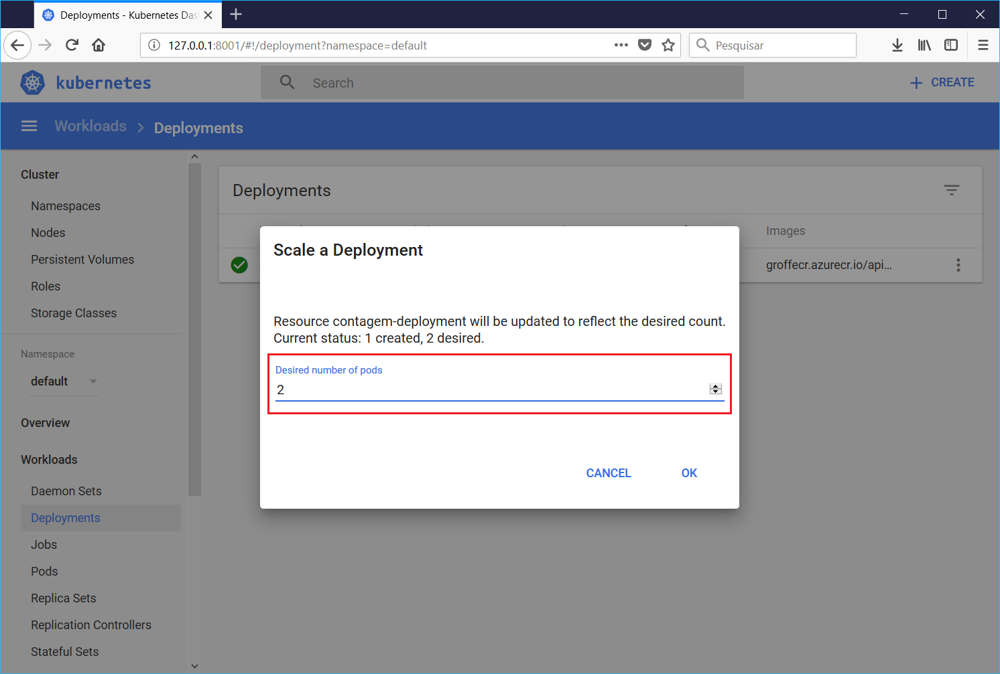 Deployments - Kubernetes Das
127.0.0.1:8001/#!/deployment?namespace=default
Pesquisar
kubernetes
Search
CREATE
Workloads
Deployments
Cluster
Namespaces
Nodes
Persistent Volumes
Roles
Storage Classes
Namespace
default
Overview
Workloads
Daemon Sets
Deployments
Jobs
Pods
Replica Sets
Replication Controllers
Stateful Sets
Deployments
Images
groffecr.azurecr.io/api...
Scale a Deployment
Resource contagem-deployment will be updated to reflect the desired count.
Current status: 1 created, 2 desired.
Desired number of pods
2
CANCEL
OK